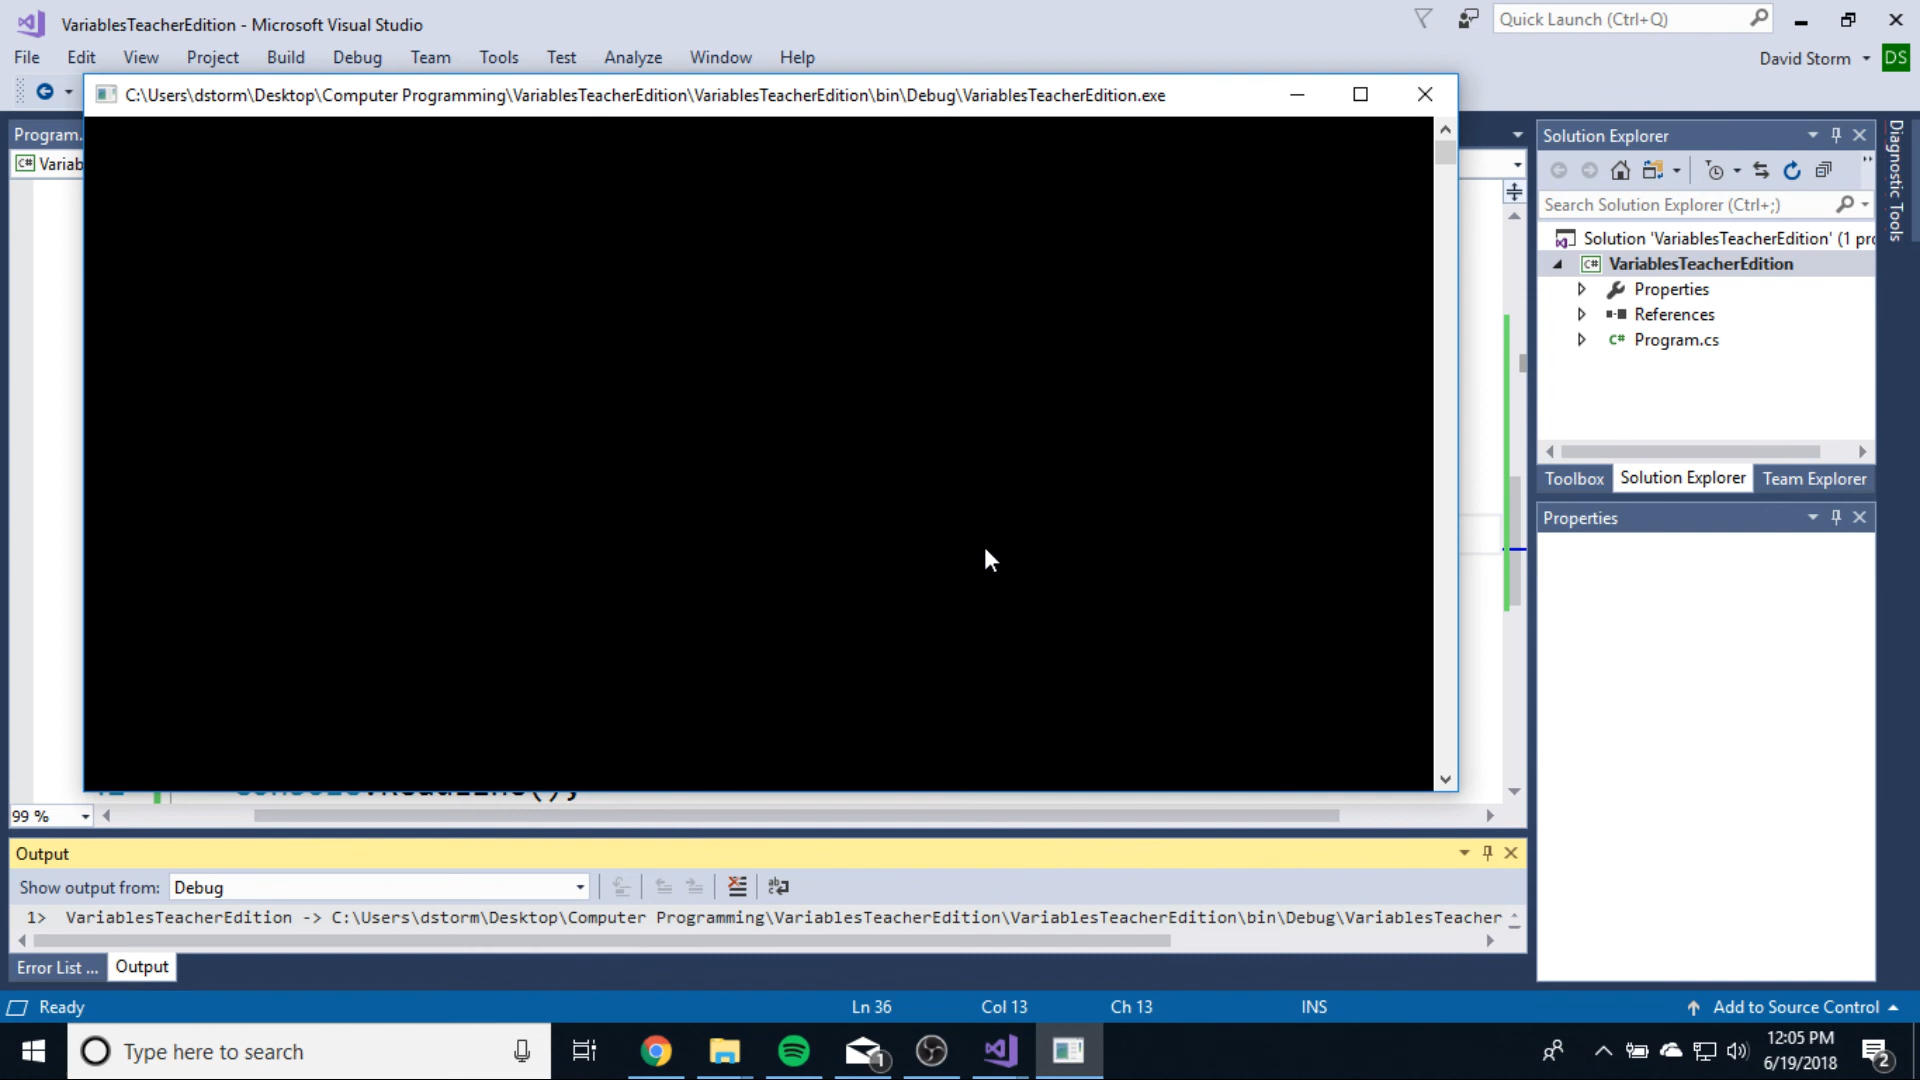 VariablesTeacherEdition - Microsoft Visual Studio
Quick Launch (Ctrl+Q)
File Edit View Project Build Debug Team Tools Test Analyze Window Help
David Storm DS
C:\Users\dstorm\Desktop\Computer Programming\VariablesTeacherEdition\VariablesTeacherEdition\bin\Debug\VariablesTeacherEdition.exe
Program.
C# Variab
Solution Explorer
Search Solution Explorer (Ctrl+;)
Solution 'VariablesTeacherEdition' (1 pro
C# VariablesTeacherEdition
Properties
References
C# Program.cs
Toolbox Solution Explorer Team Explorer
Properties
Diagnostic Tools
99 %
Output
Show output from: Debug
1> VariablesTeacherEdition -> C:\Users\dstorm\Desktop\Computer Programming\VariablesTeacherEdition\VariablesTeacherEdition\bin\Debug\VariablesTeacher
Error List ... Output
Ready Ln 36 Col 13 Ch 13 INS Add to Source Control
Type here to search
1
12:05 PM
6/19/2018
2